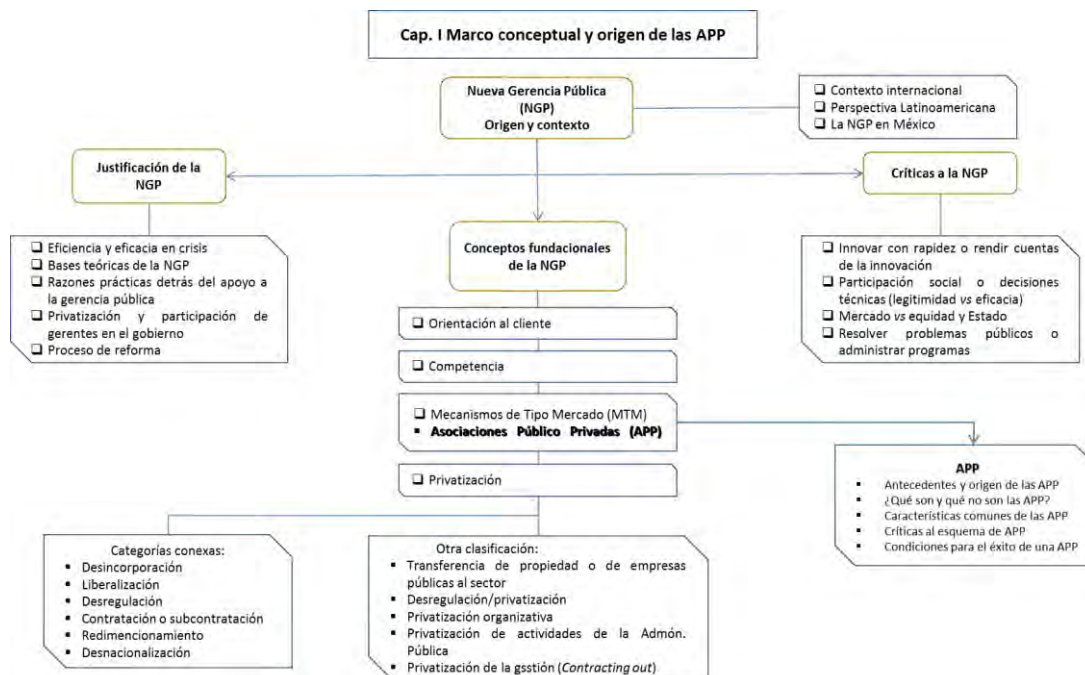 Cap. I Marco conceptual y origen de las APP
Nueva Gerencia Pública
(NGP)
Origen y contexto
❑ Contexto internacional
❑ Perspectiva Latinoamericana
❑ La NGP en México
Justificación de la
NGP
Críticas a la NGP
❑ Eficiencia y eficacia en crisis
❑ Bases teóricas de la NGP
❑ Razones prácticas detrás del apoyo a
la gerencia pública
❑ Privatización y participación de
gerentes en el gobierno
❑ Proceso de reforma
Conceptos fundacionales
de la NGP
❑ Innovar con rapidez o rendir cuentas
de la innovación
❑ Participación social o decisiones
técnicas (legitimidad vs eficacia)
❑ Mercado vs equidad y Estado
❑ Resolver problemas públicos o
administrar programas
❑ Orientación al cliente
❑ Competencia
❑ Mecanismos de Tipo Mercado (MTM)
▪ Asociaciones Público Privadas (APP)
❑ Privatización
APP
▪ Antecedentes y origen de las APP
▪ ¿Qué son y qué no son las APP?
▪ Características comunes de las APP
▪ Críticas al esquema de APP
▪ Condiciones para el éxito de una APP
Categorías conexas:
▪ Desincorporación
▪ Liberalización
▪ Desregulación
▪ Contratación o subcontratación
▪ Redimencionamiento
▪ Desnacionalización
Otra clasificación:
▪ Transferencia de propiedad o de empresas
públicas al sector
▪ Desregulación/privatización
▪ Privatización organizativa
▪ Privatización de actividades de la Admón.
Pública
▪ Privatización de la gsstión (Contracting out)